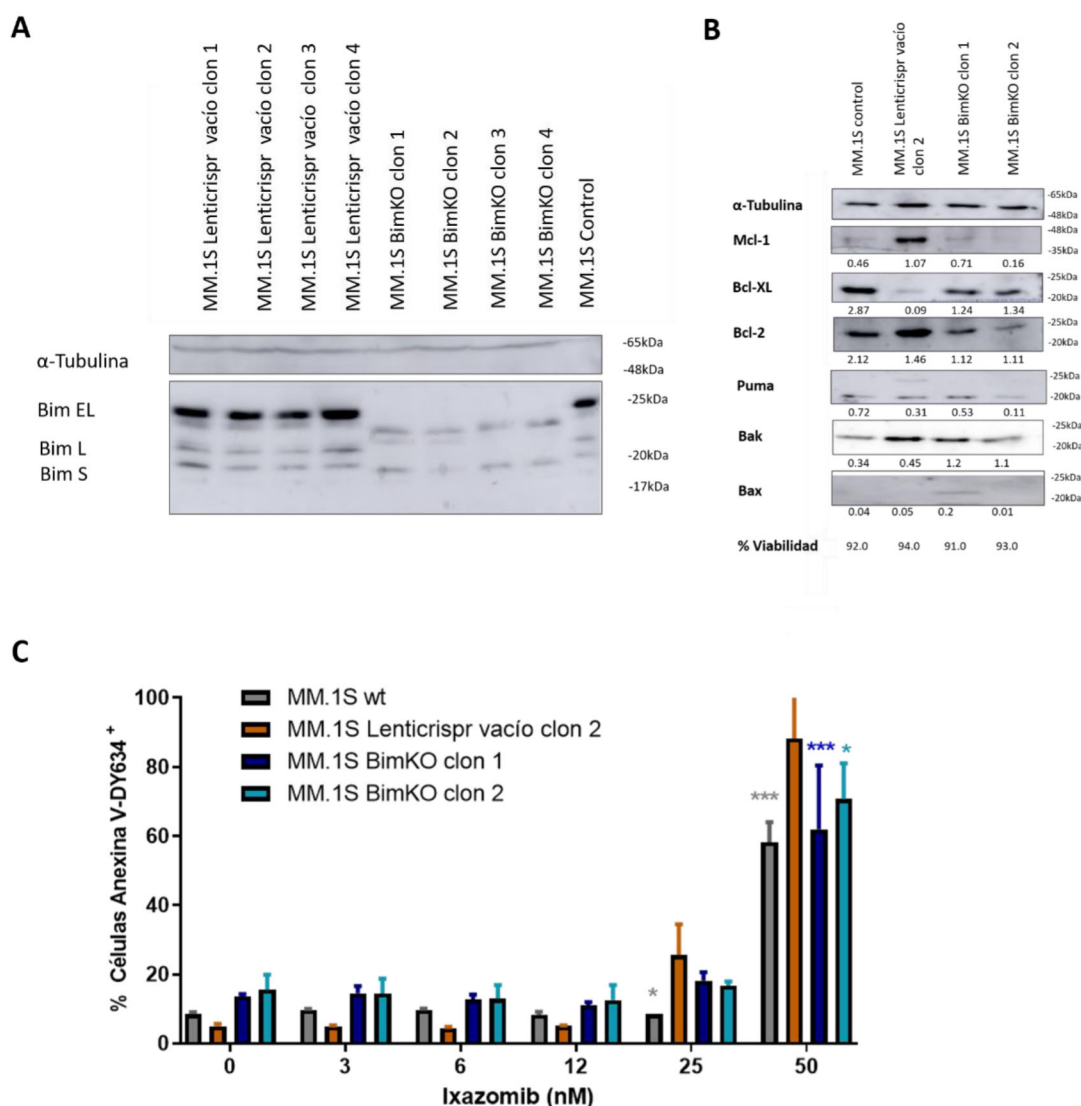 A
MM.1S Lenticrispr vacío clon 1
MM.1S Lenticrispr vacío clon 2
MM.1S Lenticrispr vacío clon 3
MM.1S Lenticrispr vacío clon 4
MM.1S BimKO clon 1
MM.1S BimKO clon 2
MM.1S BimKO clon 3
MM.1S BimKO clon 4
MM.1S Control
α-Tubulina
-65kDa
-48kDa
Bim EL
-25kDa
Bim L
-20kDa
Bim S
-17kDa
B
MM.1S control
MM.1S Lenticrispr vacío
clon 2
MM.1S BimKO clon 1
MM.1S BimKO clon 2
α-Tubulina
-65kDa
-48kDa
Mcl-1
-48kDa
-35kDa
0.46 1.07 0.71 0.16
Bcl-XL
-25kDa
-20kDa
2.87 0.09 1.24 1.34
Bcl-2
-25kDa
-20kDa
2.12 1.46 1.12 1.11
Puma
-25kDa
-20kDa
0.72 0.31 0.53 0.11
Bak
-25kDa
-20kDa
0.34 0.45 1.2 1.1
Bax
-25kDa
-20kDa
0.04 0.05 0.2 0.01
% Viabilidad 92.0 94.0 91.0 93.0
C
% Células Anexina V-DY634 +
100
80
60
40
20
0
MM.1S wt
MM.1S Lenticrispr vacío clon 2
MM.1S BimKO clon 1
MM.1S BimKO clon 2
*
***
***
*
0 3 6 12 25 50
Ixazomib (nM)